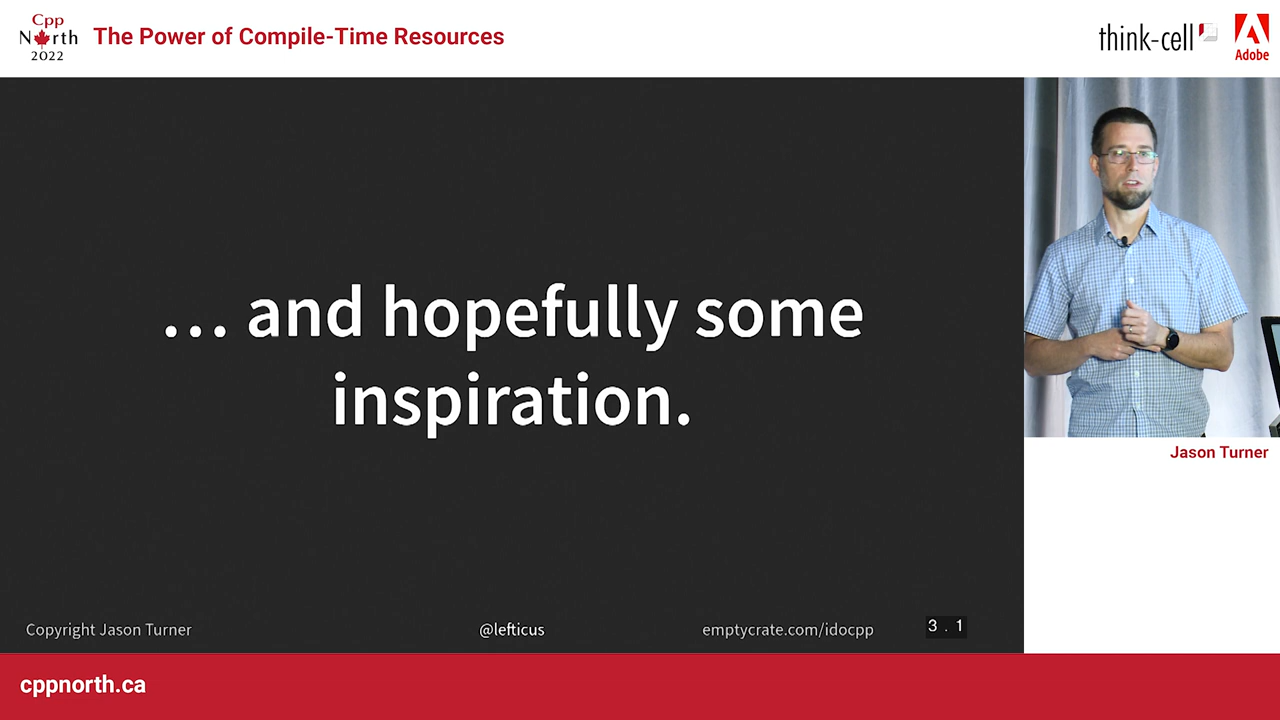 Cpp
North
2022
The Power of Compile-Time Resources
think-cell
Adobe
… and hopefully some
inspiration.
Copyright Jason Turner
@lefticus
emptycrate.com/idocpp
3 . 1
Jason Turner
cppnorth.ca